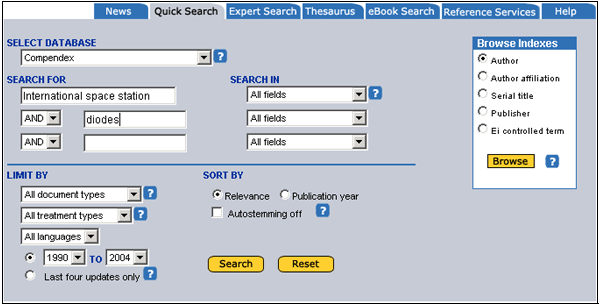 News Quick Search Expert Search Thesaurus eBook Search Reference Services Help
SELECT DATABASE
Compendex ?
SEARCH FOR SEARCH IN
International space station All fields ?
AND diodes All fields
AND All fields
LIMIT BY SORT BY
All document types ? Relevance Publication year
All treatment types ? Autostemming off ?
All languages
1990 TO 2004
Last four updates only ?
Search Reset
Browse Indexes
Author
Author affiliation
Serial title
Publisher
Ei controlled term
Browse ?